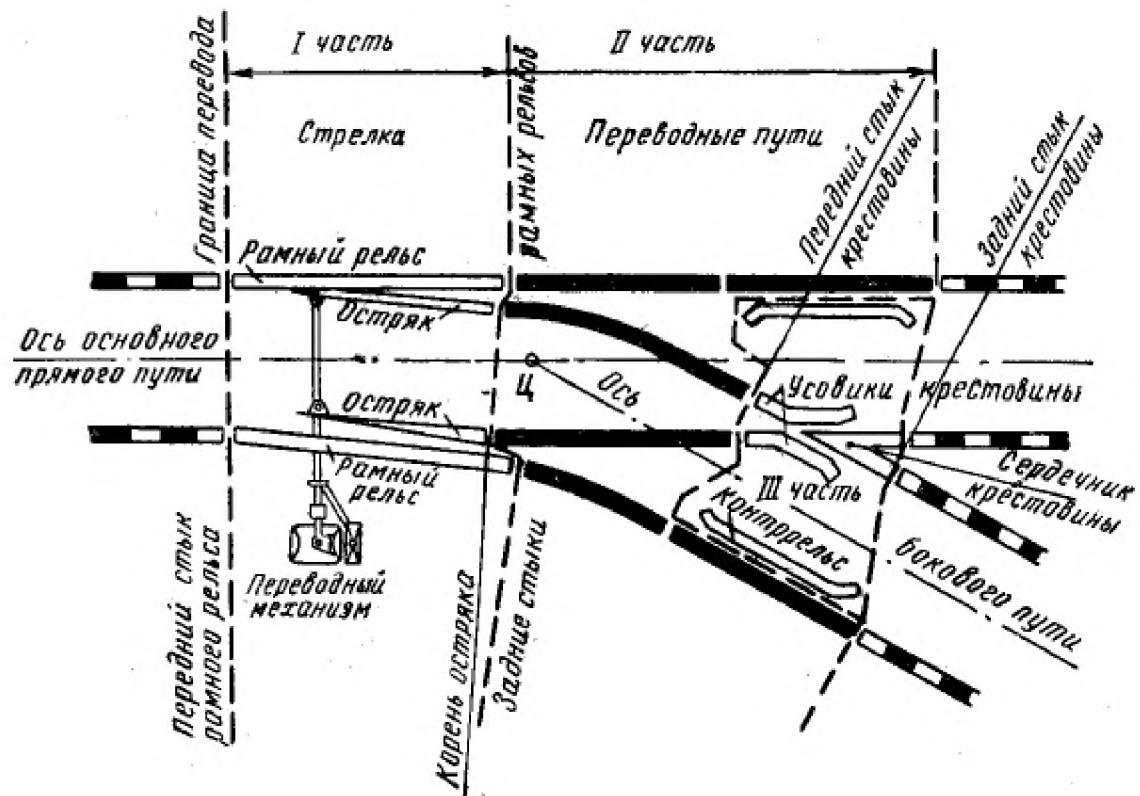 I часть
II часть
Граница перевода
Стрелка
рамных рельсов
Переводные пути
Передний стык
крестовины
Задний стык
крестовины
Рамный рельс
Остряк
Ось основного
прямого пути
Ц
Ось
Усовики крестовины
Остряк
Рамный
рельс
Сердечник
крестовины
III часть
контррельс
бокового пути
Переводный
механизм
Передний стык
рамного рельса
Корень остряка
Задние стыки